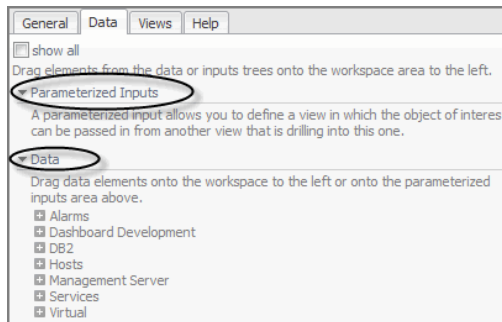 General Data Views Help
show all
Drag elements from the data or inputs trees onto the workspace area to the left.
Parameterized Inputs
A parameterized input allows you to define a view in which the object of interes
can be passed in from another view that is drilling into this one.
Data
Drag data elements onto the workspace to the left or onto the parameterized
inputs area above.
Alarms
Dashboard Development
DB2
Hosts
Management Server
Services
Virtual